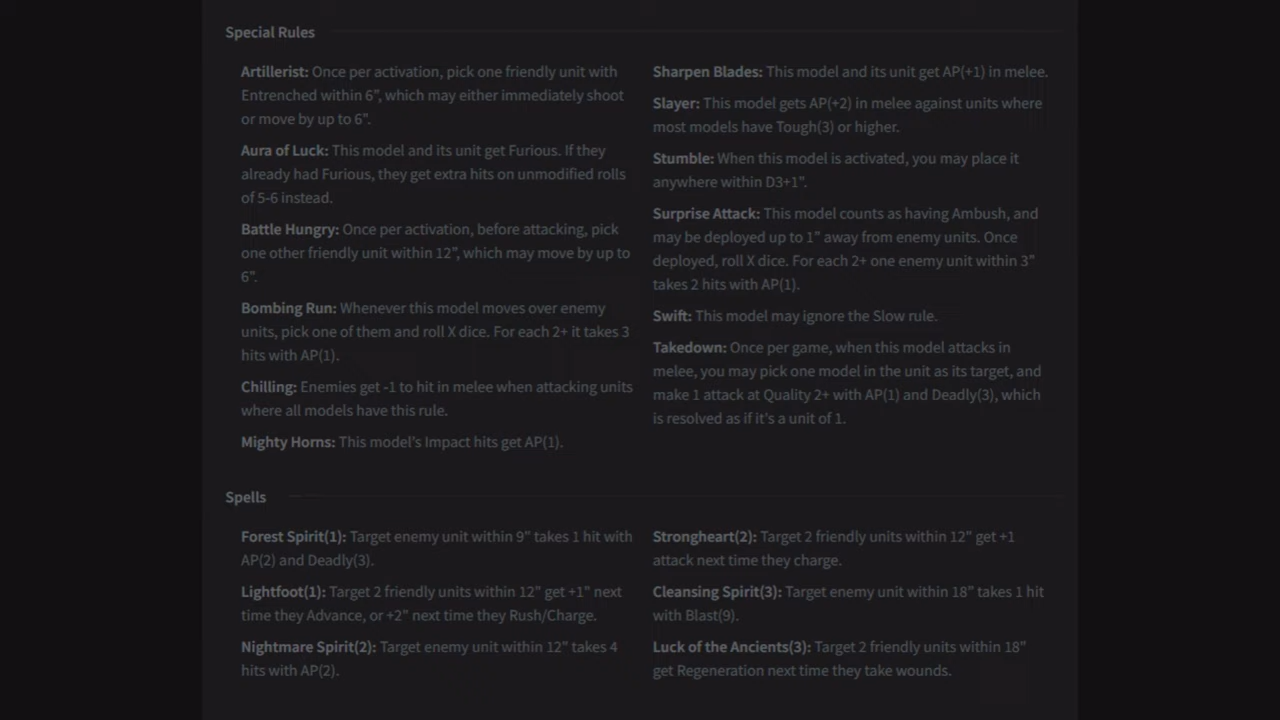 Special Rules
Artillerist: Once per activation, pick one friendly unit with
Entrenched within 6”, which may either immediately shoot
or move by up to 6”.
Aura of Luck: This model and its unit get Furious. If they
already had Furious, they get extra hits on unmodified rolls
of 5-6 instead.
Battle Hungry: Once per activation, before attacking, pick
one other friendly unit within 12”, which may move by up to
6”.
Bombing Run: Whenever this model moves over enemy
units, pick one of them and roll X dice. For each 2+ it takes 3
hits with AP(1).
Chilling: Enemies get -1 to hit in melee when attacking units
where all models have this rule.
Mighty Horns: This model's Impact hits get AP(1).
Sharpen Blades: This model and its unit get AP(+1) in melee.
Slayer: This model gets AP(+2) in melee against units where
most models have Tough(3) or higher.
Stumble: When this model is activated, you may place it
anywhere within D3+1”.
Surprise Attack: This model counts as having Ambush, and
may be deployed up to 1” away from enemy units. Once
deployed, roll X dice. For each 2+ one enemy unit within 3”
takes 2 hits with AP(1).
Swift: This model may ignore the Slow rule.
Takedown: Once per game, when this model attacks in
melee, you may pick one model in the unit as its target, and
make 1 attack at Quality 2+ with AP(1) and Deadly(3), which
is resolved as if it's a unit of 1.
Spells
Forest Spirit(1): Target enemy unit within 9” takes 1 hit with
AP(2) and Deadly(3).
Lightfoot(1): Target 2 friendly units within 12” get +1” next
time they Advance, or +2” next time they Rush/Charge.
Nightmare Spirit(2): Target enemy unit within 12” takes 4
hits with AP(2).
Strongheart(2): Target 2 friendly units within 12” get +1
attack next time they charge.
Cleansing Spirit(3): Target enemy unit within 18” takes 1 hit
with Blast(9).
Luck of the Ancients(3): Target 2 friendly units within 18”
get Regeneration next time they take wounds.